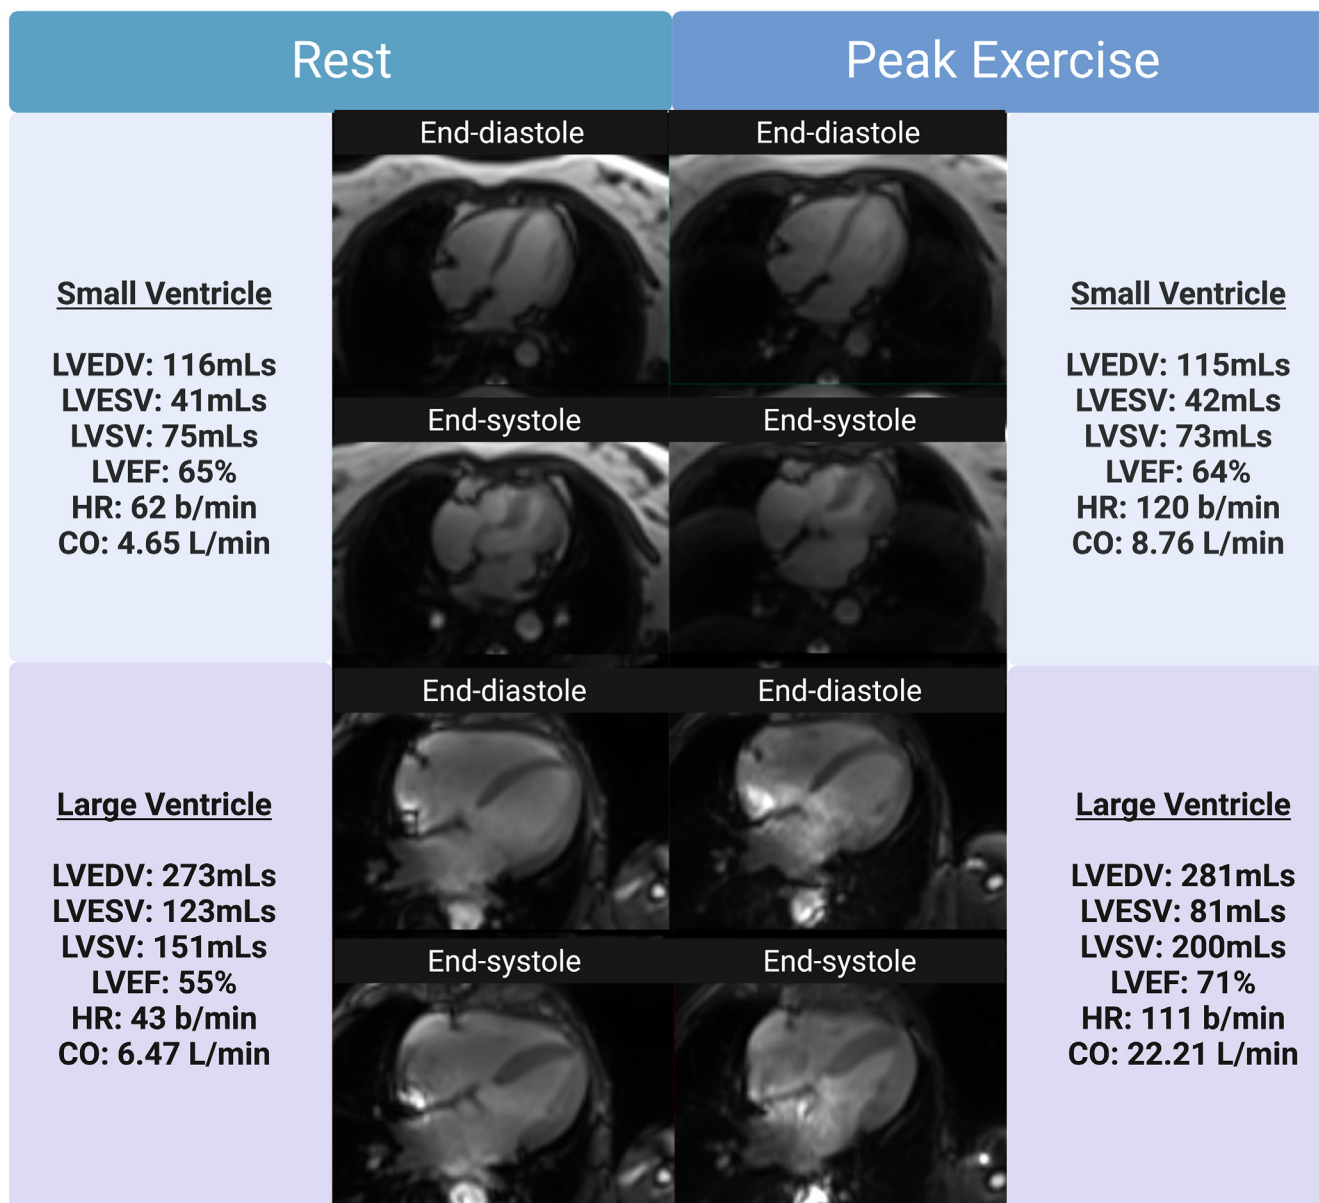 Rest
Peak Exercise
End-diastole
End-diastole
Small Ventricle
LVEDV: 116mLs
LVESV: 41mLs
LVSV: 75mLs
LVEF: 65%
HR: 62 b/min
CO: 4.65 L/min
End-systole
End-systole
Small Ventricle
LVEDV: 115mLs
LVESV: 42mLs
LVSV: 73mLs
LVEF: 64%
HR: 120 b/min
CO: 8.76 L/min
End-diastole
End-diastole
Large Ventricle
LVEDV: 273mLs
LVESV: 123mLs
LVSV: 151mLs
LVEF: 55%
HR: 43 b/min
CO: 6.47 L/min
End-systole
End-systole
Large Ventricle
LVEDV: 281mLs
LVESV: 81mLs
LVSV: 200mLs
LVEF: 71%
HR: 111 b/min
CO: 22.21 L/min